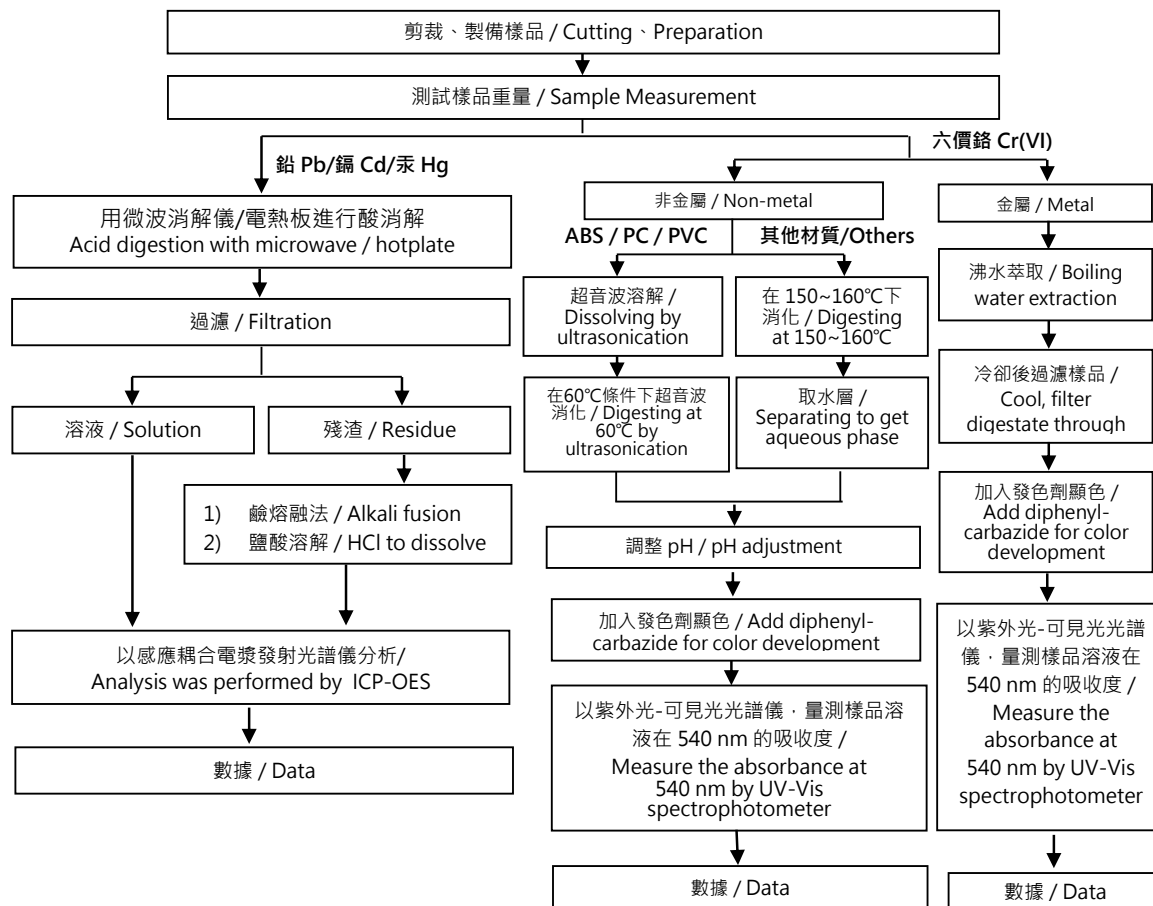 剪裁、製備樣品 / Cutting、Preparation
測試樣品重量 / Sample Measurement
鉛 Pb/鎘 Cd/汞 Hg
六價鉻 Cr(VI)
用微波消解儀/電熱板進行酸消解
Acid digestion with microwave / hotplate
過濾 / Filtration
溶液 / Solution
殘渣 / Residue
1) 鹼熔融法 / Alkali fusion
2) 鹽酸溶解 / HCl to dissolve
以感應耦合電漿發射光譜儀分析/
Analysis was performed by ICP-OES
數據 / Data
非金屬 / Non-metal
ABS / PC / PVC
其他材質/Others
超音波溶解 /
Dissolving by
ultrasonication
在60℃條件下超音波
消化 / Digesting at
60℃ by
ultrasonication
在 150~160℃下
消化 / Digesting
at 150~160℃
取水層 /
Separating to get
aqueous phase
調整 pH / pH adjustment
加入發色劑顯色 / Add diphenyl-
carbazide for color development
以紫外光-可見光光譜儀，量測樣品溶
液在 540 nm 的吸收度 /
Measure the absorbance at
540 nm by UV-Vis
spectrophotometer
數據 / Data
金屬 / Metal
沸水萃取 / Boiling
water extraction
冷卻後過濾樣品 /
Cool, filter
digestate through
加入發色劑顯色 /
Add diphenyl-
carbazide for color
development
以紫外光-可見光光譜
儀，量測樣品溶液在
540 nm 的吸收度 /
Measure the
absorbance at
540 nm by UV-Vis
spectrophotometer
數據 / Data